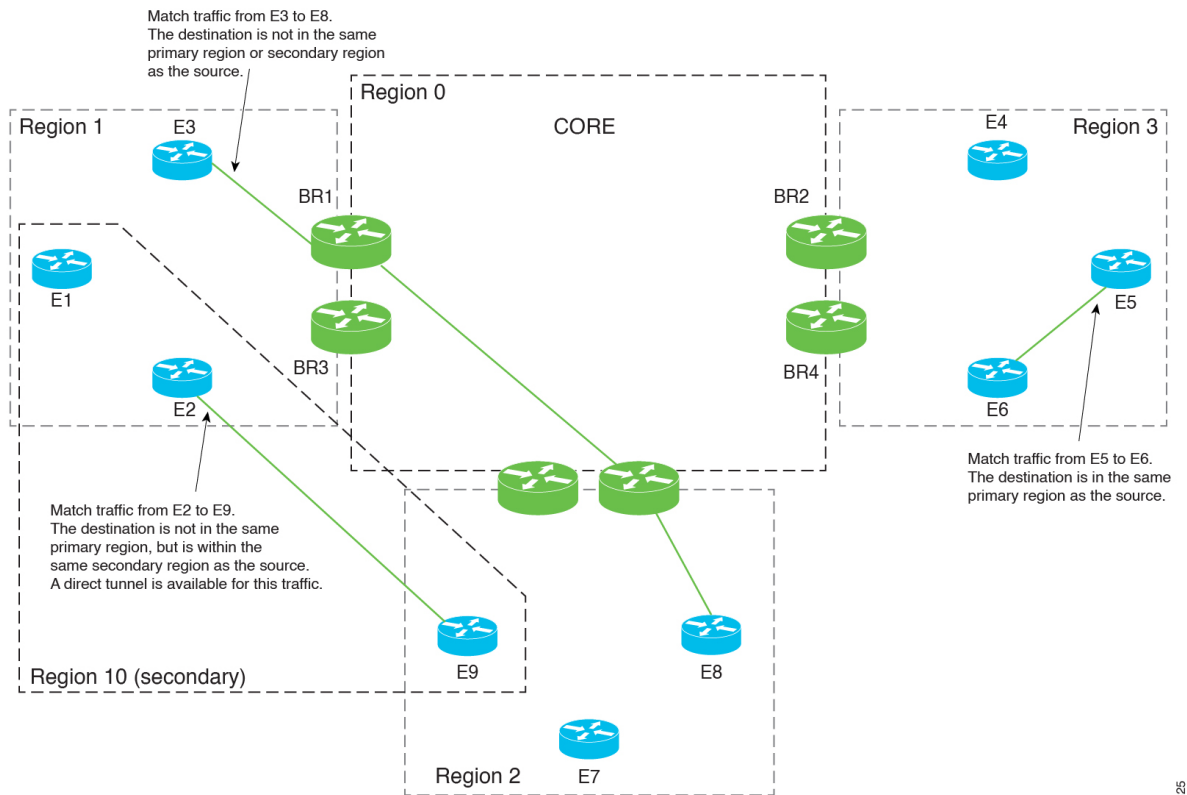 Match traffic from E3 to E8.
The destination is not in the same
primary region or secondary region
as the source.
Region 0
CORE
Region 1
E3
E4
Region 3
BR1
BR2
E1
E5
BR3
BR4
E2
E6
Match traffic from E5 to E6.
The destination is in the same
primary region as the source.
Match traffic from E2 to E9.
The destination is not in the same
primary region, but is within the
same secondary region as the source.
A direct tunnel is available for this traffic.
Region 10 (secondary)
E9
E8
Region 2
E7
25